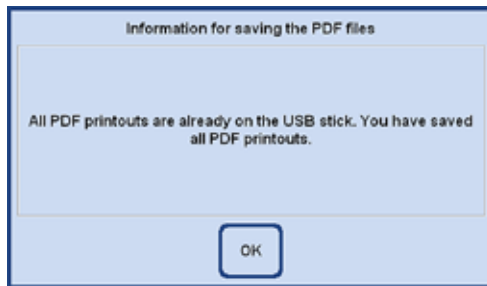 Information for saving the PDF files
All PDF printouts are already on the USB stick. You have saved
all PDF printouts.
OK